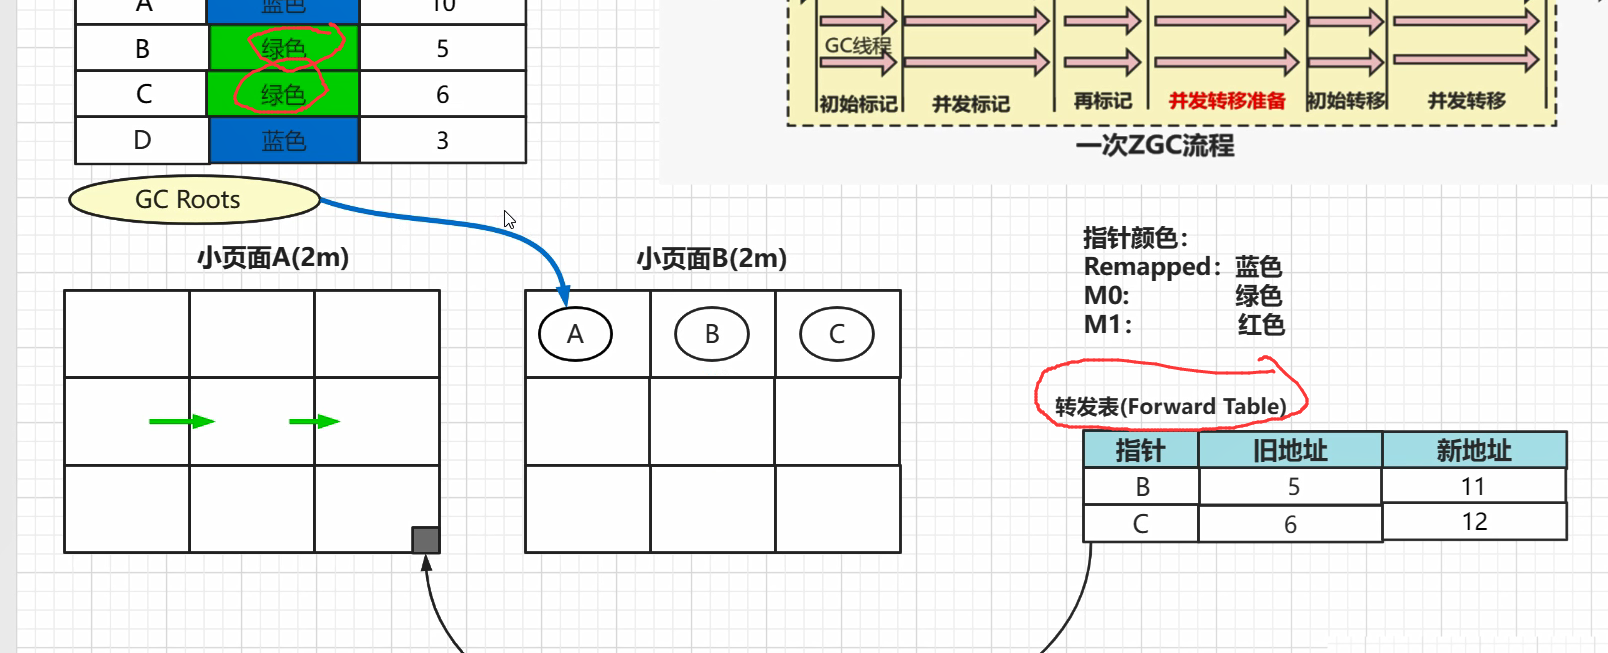 A 蓝色 10
B 绿色 5
C 绿色 6
D 蓝色 3
GC线程
初始标记 并发标记 再标记 并发转移准备 初始转移 并发转移
一次ZGC流程
GC Roots
小页面A(2m)
小页面B(2m)
A B C
指针颜色：
Remapped：蓝色
M0: 绿色
M1： 红色
转发表(Forward Table)
指针 旧地址 新地址
B 5 11
C 6 12